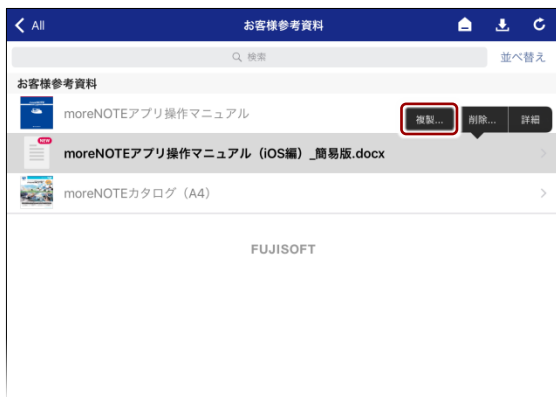 All お客様参考資料
検索 並べ替え
お客様参考資料
moreNOTEアプリ操作マニュアル
複製... 削除... 詳細
NEW
moreNOTEアプリ操作マニュアル（iOS編）_簡易版.docx
moreNOTEカタログ（A4）
FUJISOFT